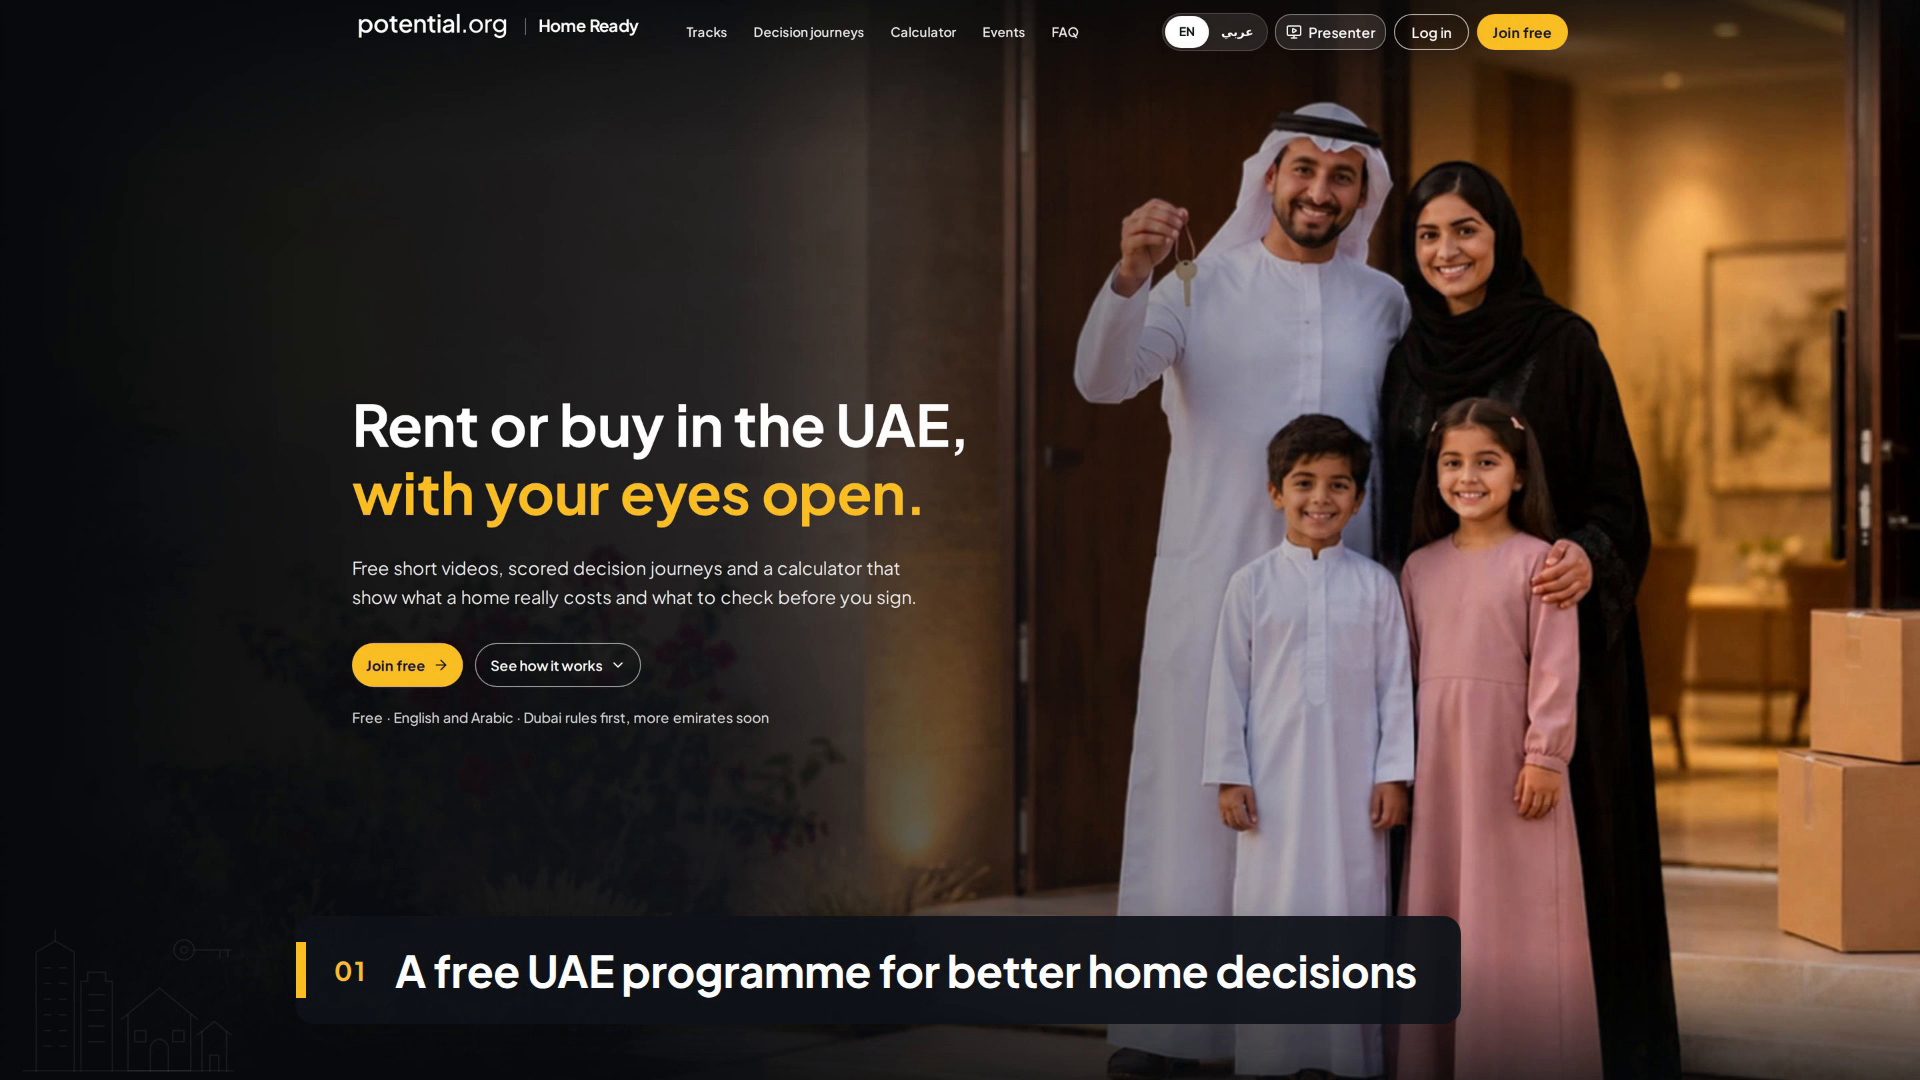 potential.org | Home Ready
Tracks Decision journeys Calculator Events FAQ
EN عربي Presenter Log in Join free
Rent or buy in the UAE,
with your eyes open.
Free short videos, scored decision journeys and a calculator that
show what a home really costs and what to check before you sign.
Join free See how it works
Free · English and Arabic · Dubai rules first, more emirates soon
01 A free UAE programme for better home decisions